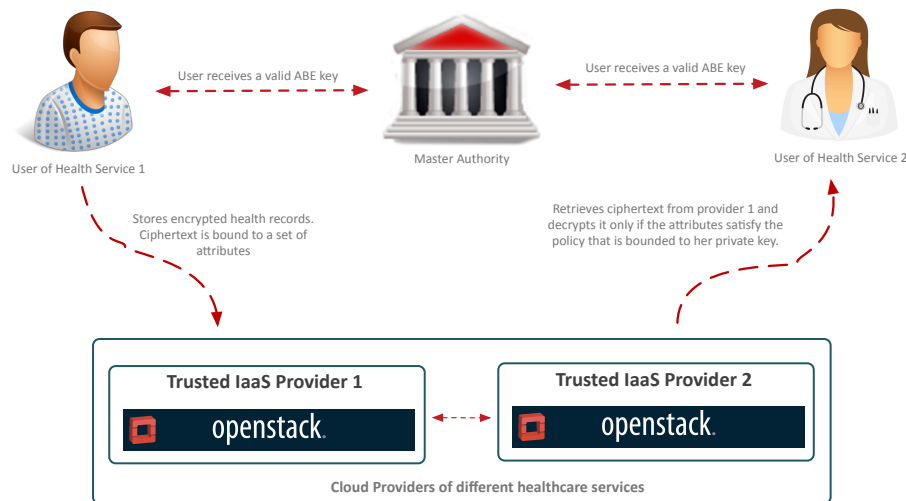 User receives a valid ABE key
User receives a valid ABE key
Master Authority
User of Health Service 1
User of Health Service 2
Stores encrypted health records.
Ciphertext is bound to a set of
attributes
Retrieves ciphertext from provider 1 and
decrypts it only if the attributes satisfy the
policy that is bounded to her private key.
Trusted IaaS Provider 1
openstack.
Trusted IaaS Provider 2
openstack.
Cloud Providers of different healthcare services